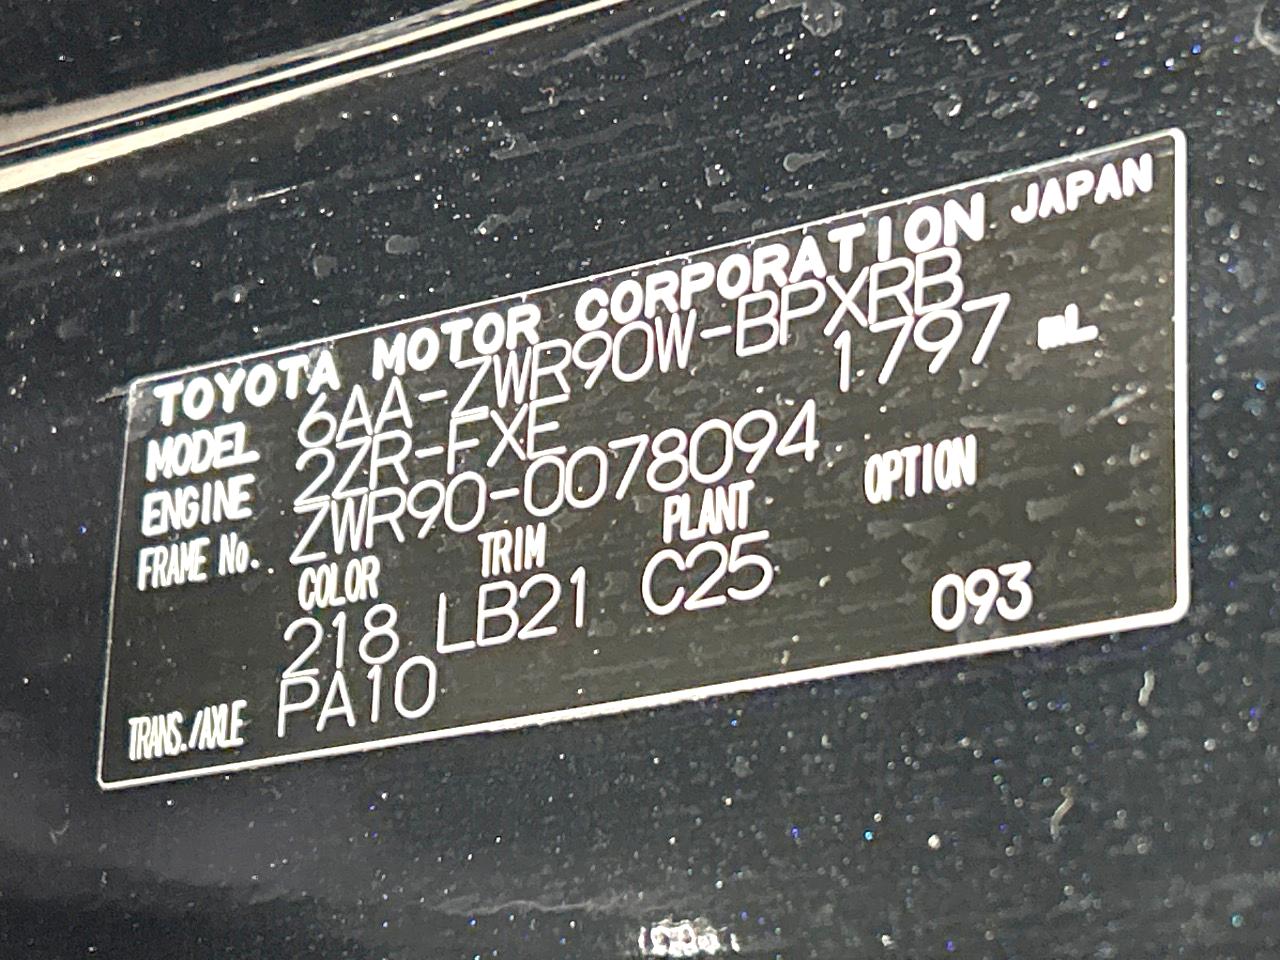 TOYOTA MOTOR CORPORATION JAPAN
MODEL 6AA-ZWR90W-BPXRB
ENGINE 2ZR-FXE 1797 mL
FRAME No. ZWR90-0078094
COLOR TRIM PLANT OPTION
218 LB21 C25 093
TRANS./AXLE PA10